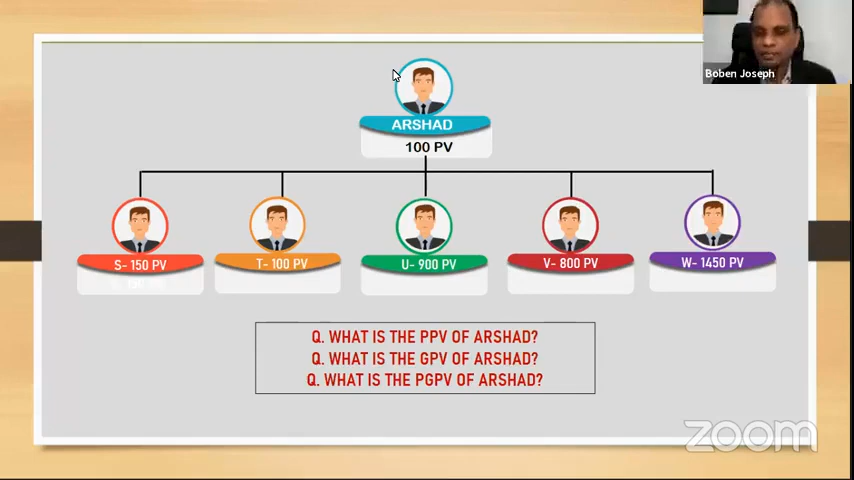 Boben Joseph
ARSHAD
100 PV
S- 150 PV
T- 100 PV
U- 900 PV
V- 800 PV
W- 1450 PV
Q. WHAT IS THE PPV OF ARSHAD?
Q. WHAT IS THE GPV OF ARSHAD?
Q. WHAT IS THE PGPV OF ARSHAD?
zoom